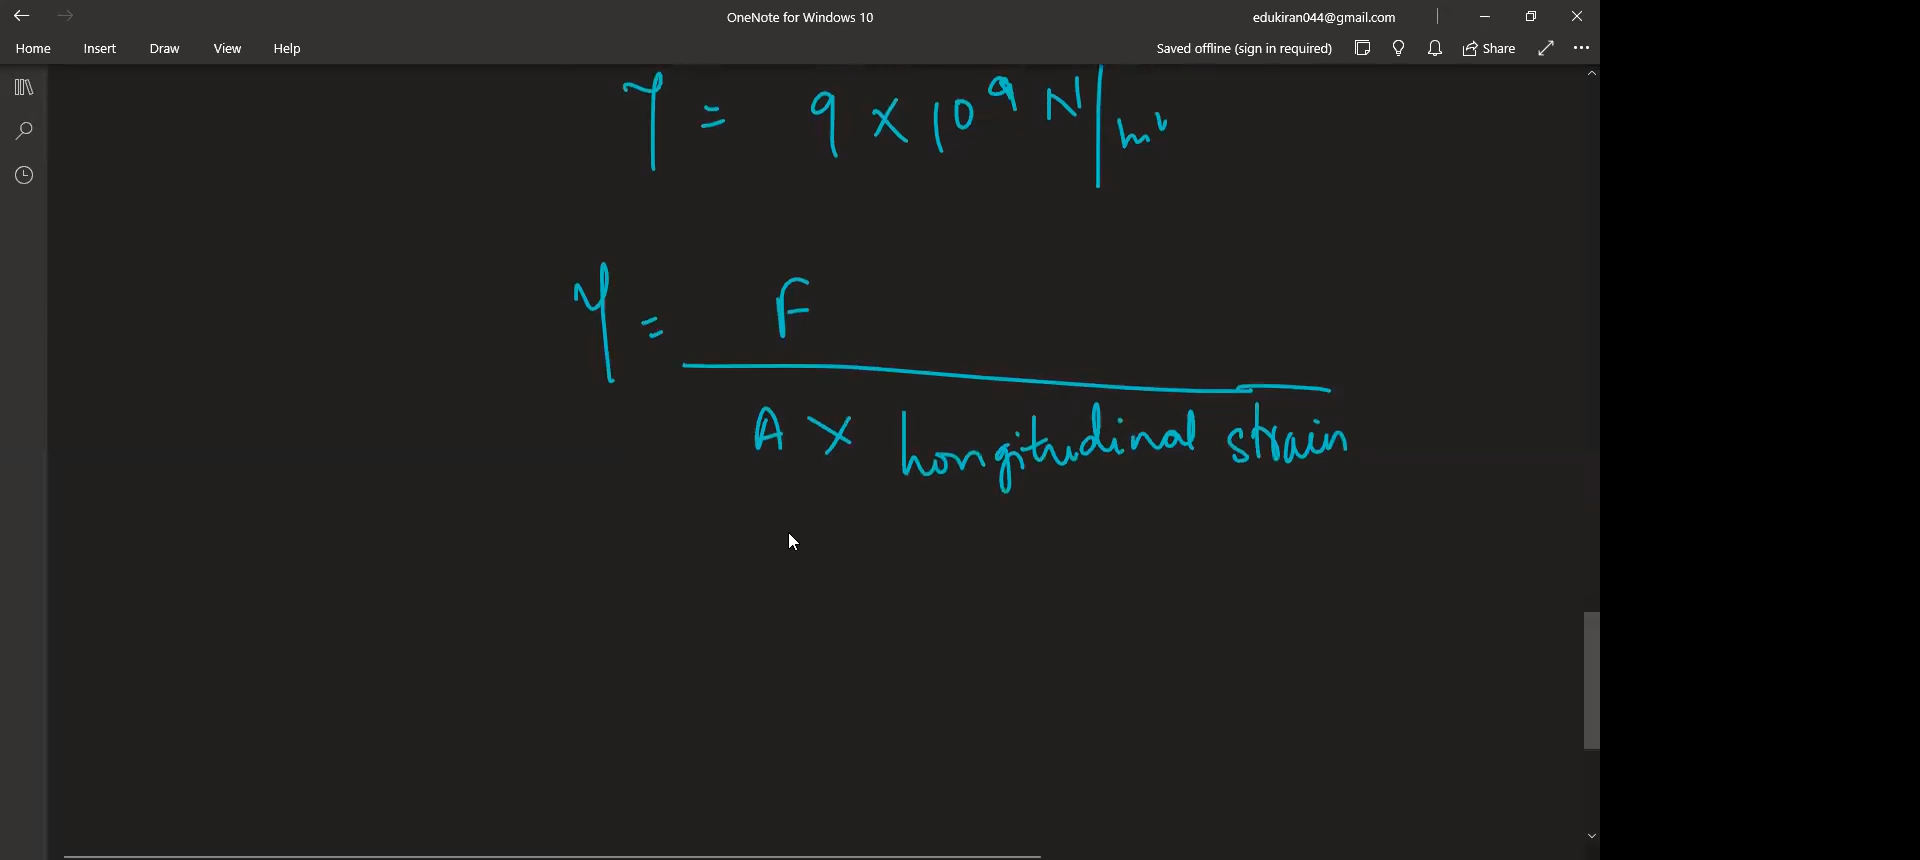 OneNote for Windows 10
edukiran044@gmail.com
Home Insert Draw View Help
Saved offline (sign in required)
Share
Y = 9 × 10⁹ N/m²
Y = F
A × Longitudinal strain